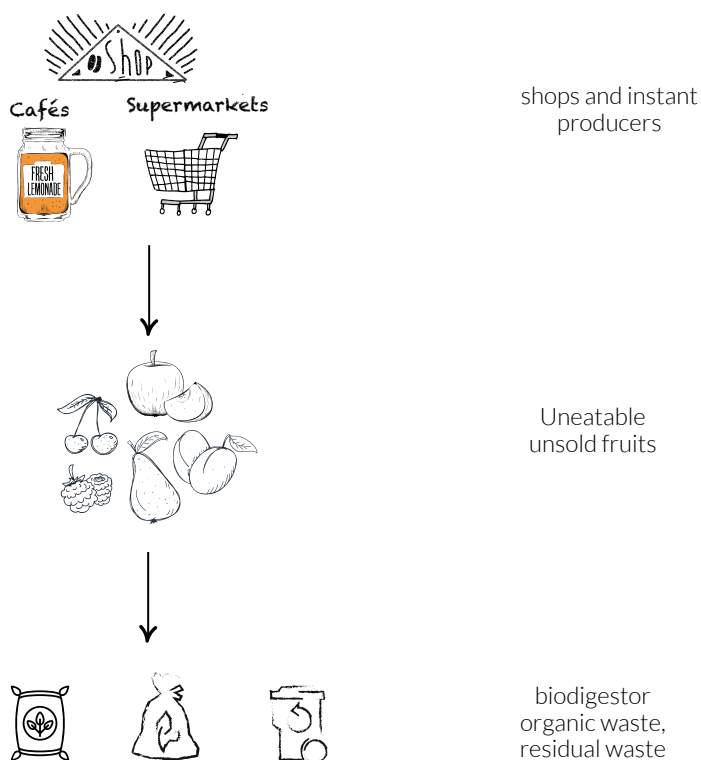 Shop
Cafés
Supermarkets
shops and instant
producers
FRESH
LEMONADE
Uneatable
unsold fruits
biodigestor
organic waste,
residual waste